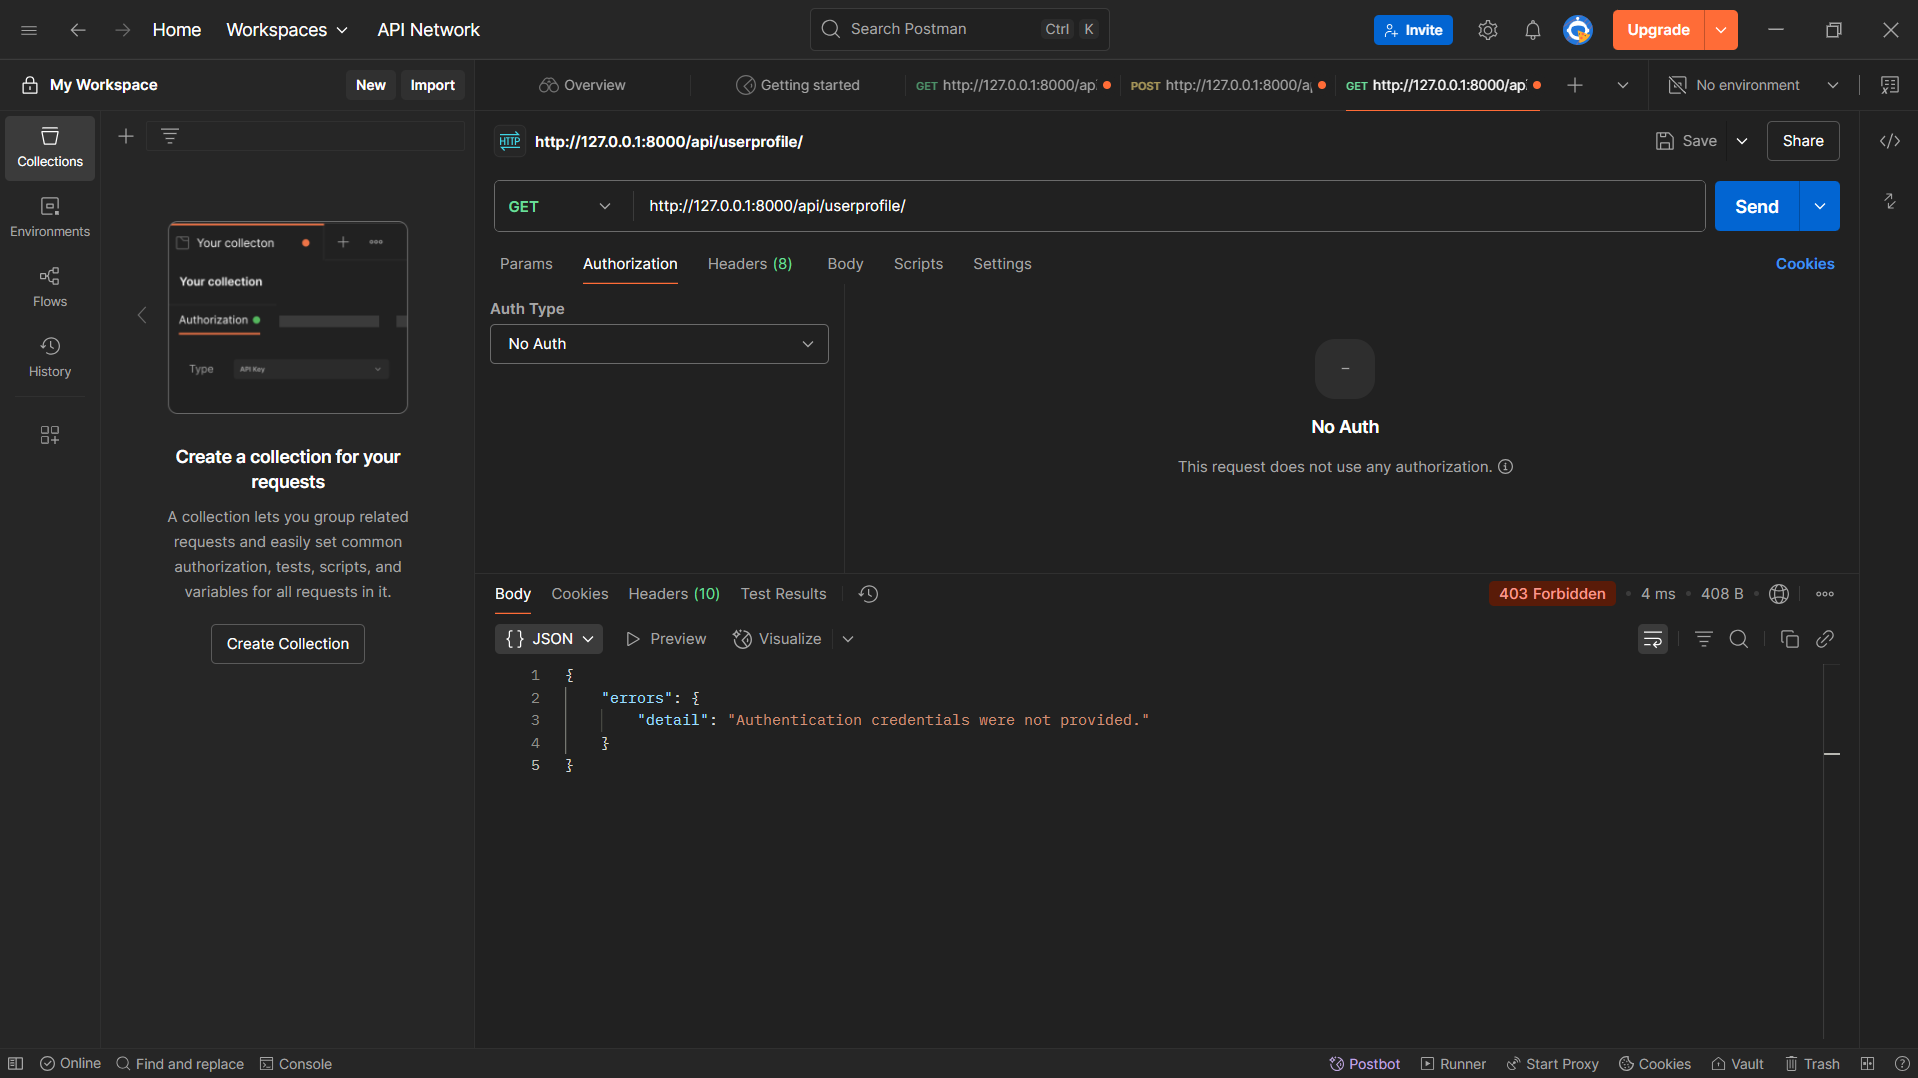 Home Workspaces API Network Search Postman Ctrl K Invite Upgrade
My Workspace New Import Overview Getting started GET http://127.0.0.1:8000/ap POST http://127.0.0.1:8000/a GET http://127.0.0.1:8000/api No environment
Collections
Environments
Flows
History
Your collecton
Your collection
Authorization
Type API Key
Create a collection for your
requests
A collection lets you group related
requests and easily set common
authorization, tests, scripts, and
variables for all requests in it.
Create Collection
HTTP http://127.0.0.1:8000/api/userprofile/ Save Share
GET http://127.0.0.1:8000/api/userprofile/ Send
Params Authorization Headers (8) Body Scripts Settings Cookies
Auth Type
No Auth
No Auth
This request does not use any authorization.
Body Cookies Headers (10) Test Results 403 Forbidden • 4 ms • 408 B
{} JSON Preview Visualize
1 {
2 "errors": {
3 "detail": "Authentication credentials were not provided."
4 }
5 }
Online Find and replace Console Postbot Runner Start Proxy Cookies Vault Trash